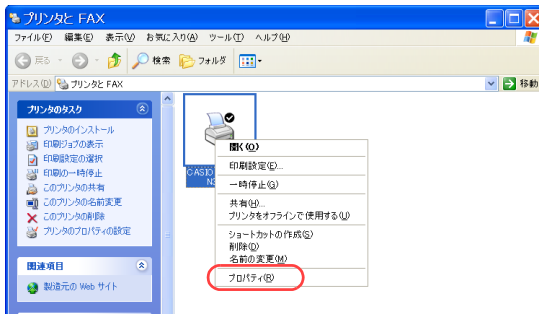 プリンタと FAX
ファイル(F) 編集(E) 表示(V) お気に入り(A) ツール(T) ヘルプ(H)
戻る 検索 フォルダ
アドレス(D) プリンタと FAX 移動
プリンタのタスク
プリンタのインストール
印刷ジョブの表示
印刷設定の選択
印刷の一時停止
このプリンタの共有
このプリンタの名前変更
このプリンタの削除
プリンタのプロパティの設定
関連項目
製造元の Web サイト
CASIO
開く(O)
印刷設定(E)...
一時停止(G)
共有(H)...
プリンタをオフラインで使用する(U)
ショートカットの作成(S)
削除(D)
名前の変更(M)
プロパティ(R)